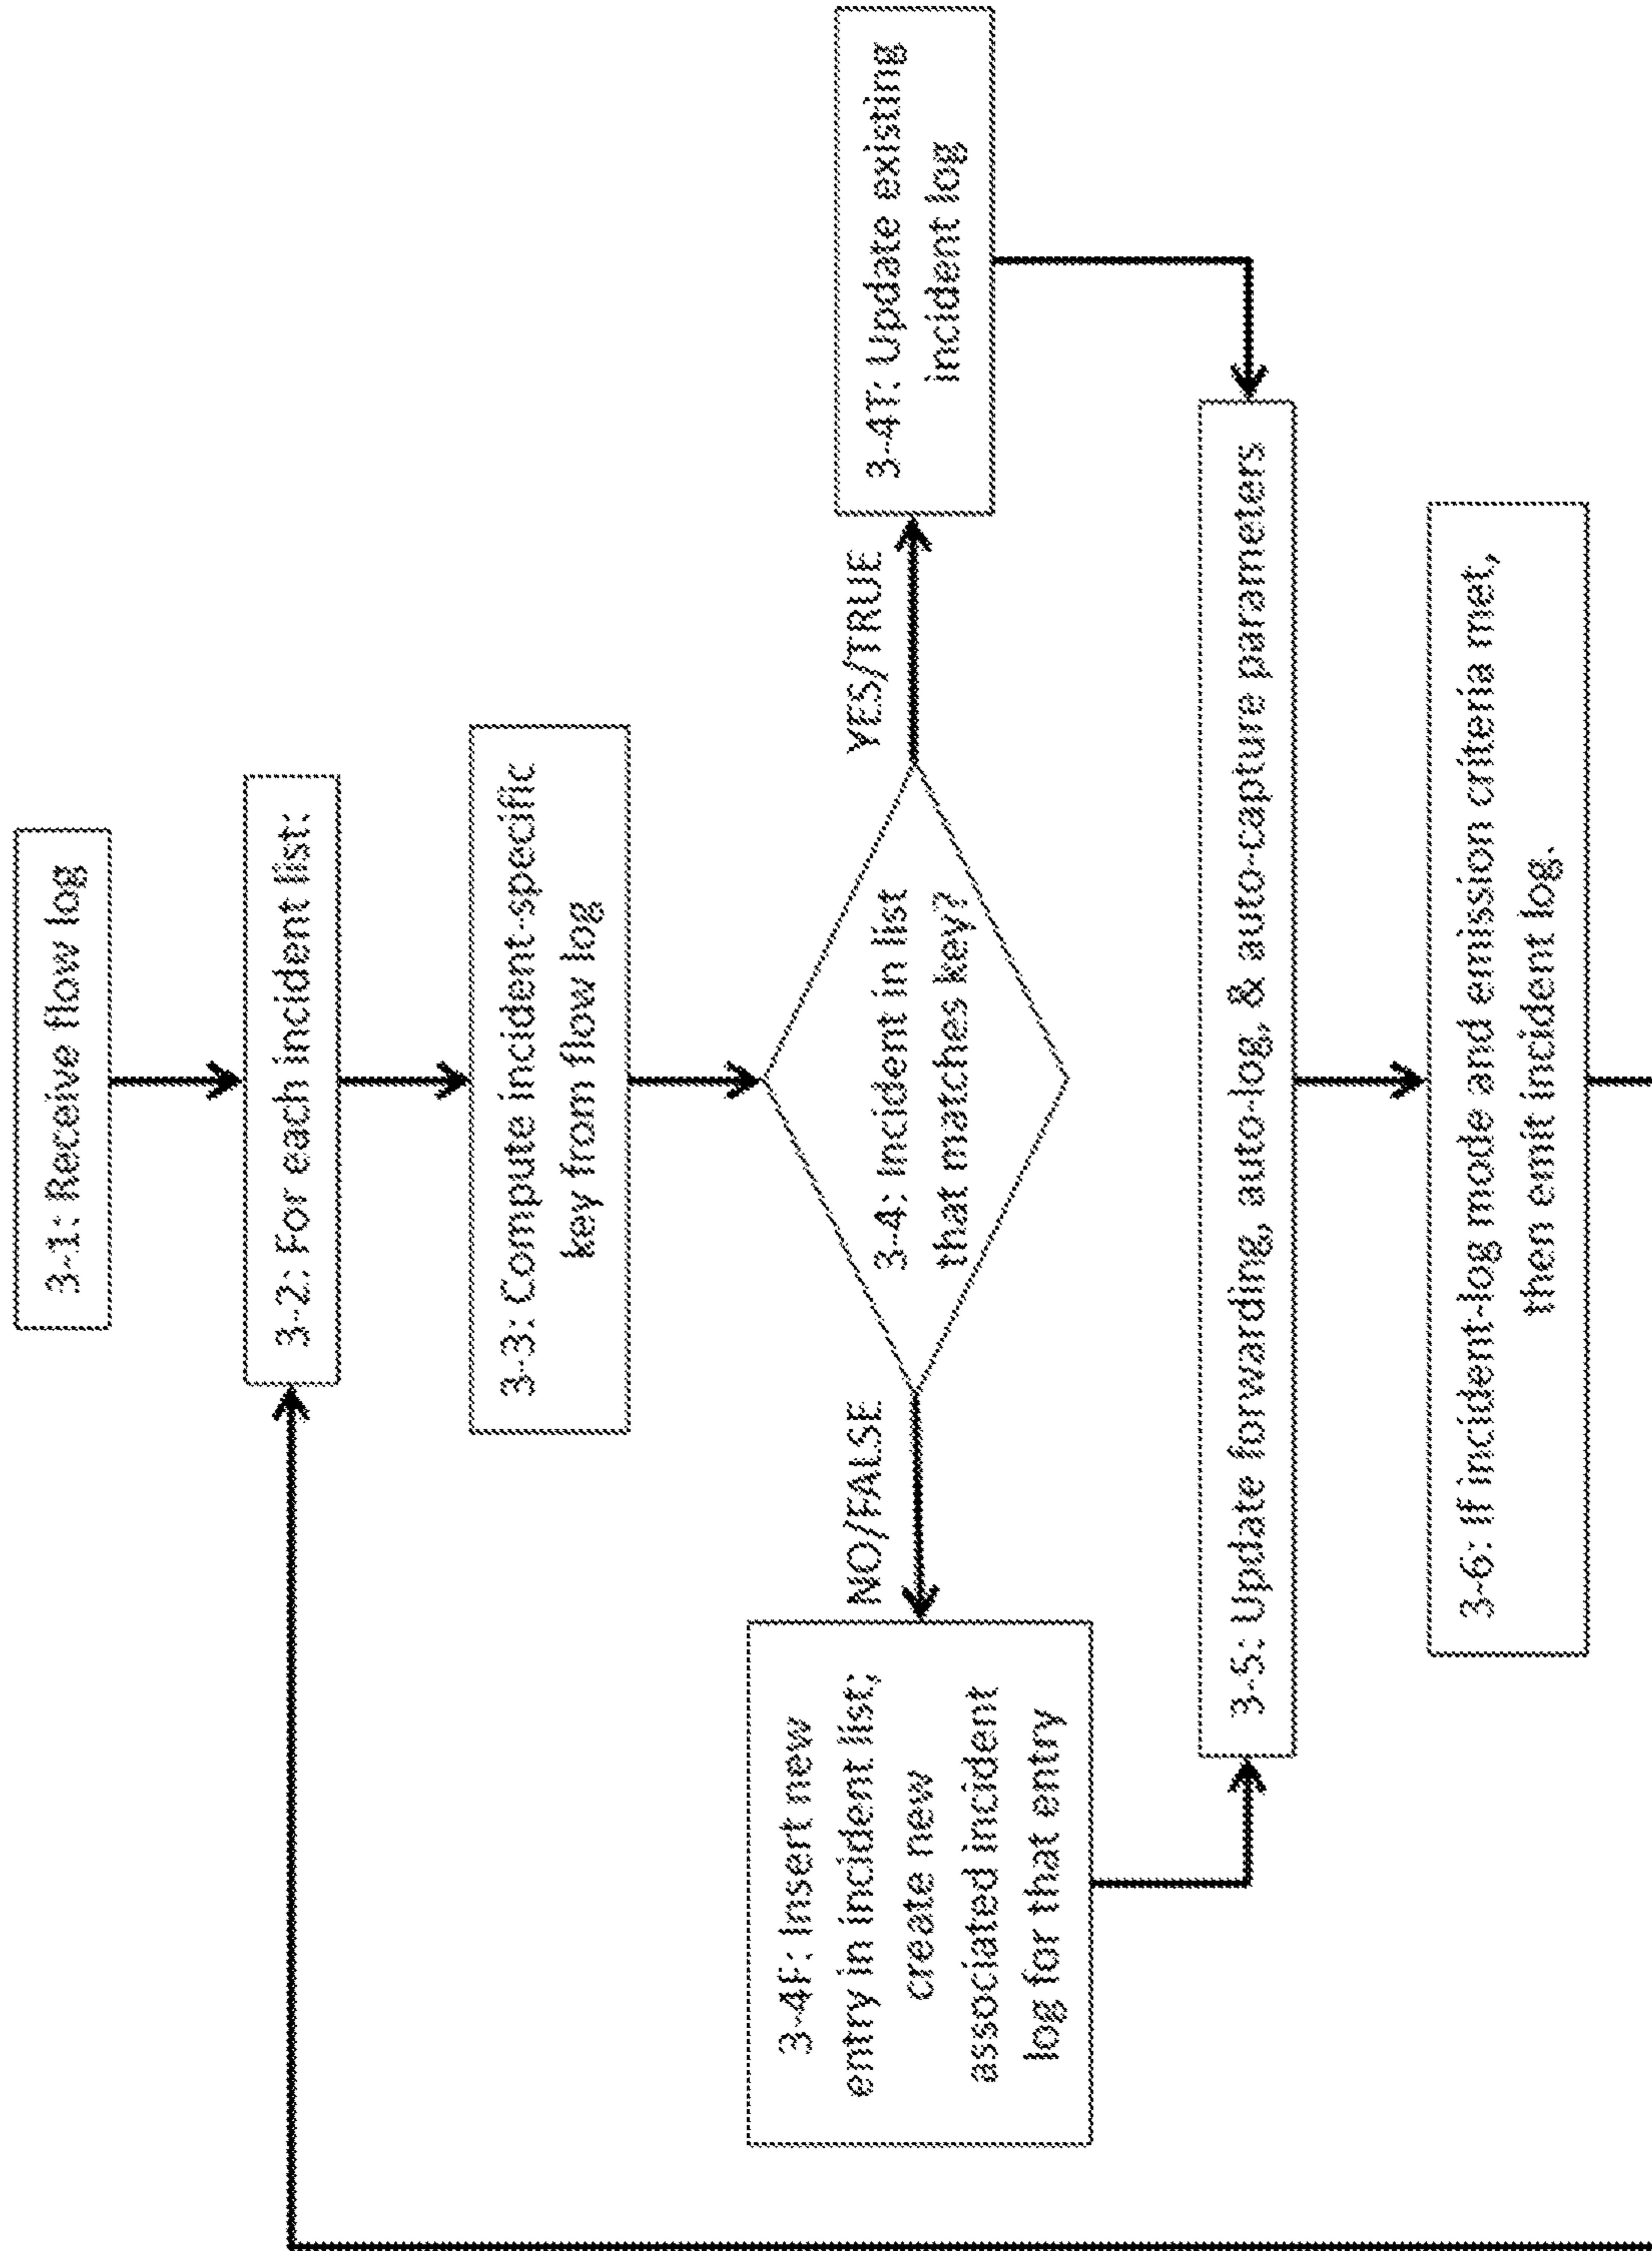 3-1: Receive flow log
3-2: For each incident list:
3-3: Compute incident-specific
key from flow log
3-4: Incident in list
that matches key?
NO/FALSE
YES/TRUE
3-4F: Insert new
entry in incident list;
create new
associated incident
log for that entry
3-4T: Update existing
incident log
3-5: Update forwarding, auto-log, & auto-capture parameters
3-6: If incident-log mode and emission criteria met,
then emit incident log.